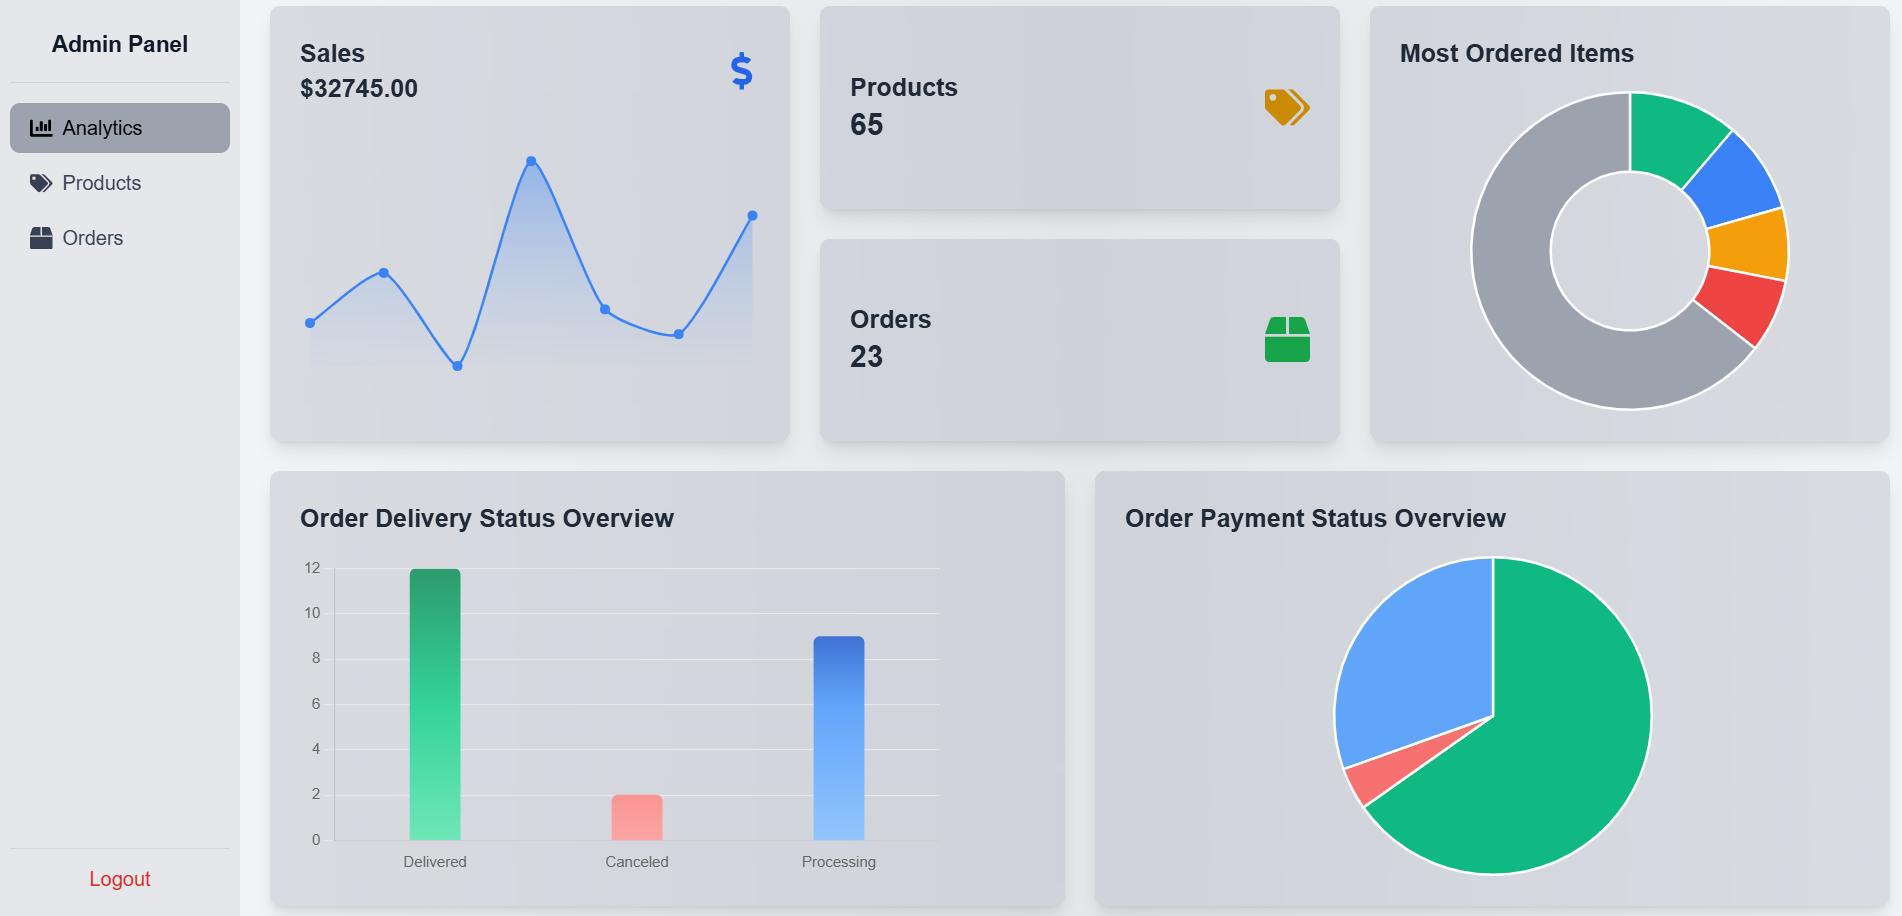 Admin Panel
Analytics
Products
Orders
Logout
Sales
$32745.00
Products
65
Orders
23
Most Ordered Items
Order Delivery Status Overview
12
10
8
6
4
2
0
Delivered
Canceled
Processing
Order Payment Status Overview